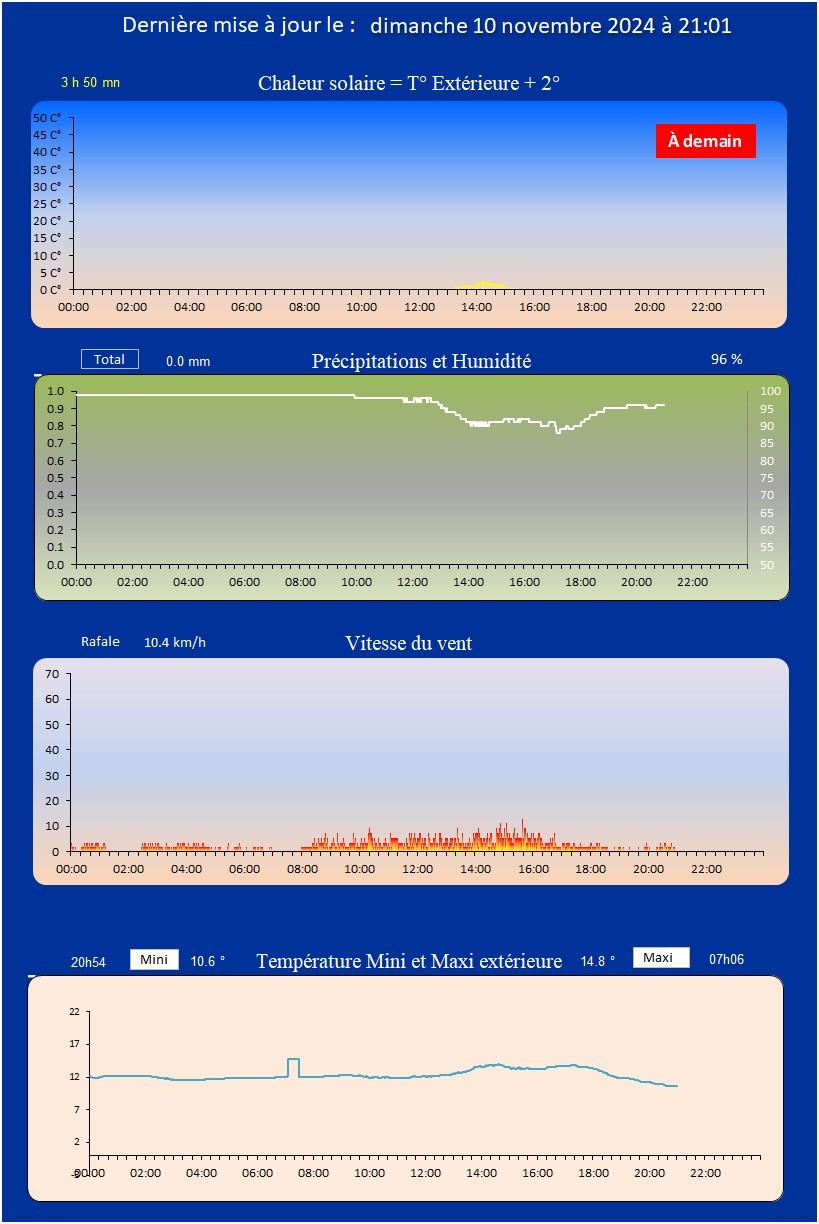 Dernière mise à jour le : dimanche 10 novembre 2024 à 21:01
3 h 50 mn Chaleur solaire = T° Extérieure + 2°
À demain
50 C°
45 C°
40 C°
35 C°
30 C°
25 C°
20 C°
15 C°
10 C°
5 C°
0 C°
00:00 02:00 04:00 06:00 08:00 10:00 12:00 14:00 16:00 18:00 20:00 22:00
Total 0.0 mm Précipitations et Humidité 96 %
1.0 100
0.9 95
0.8 90
0.7 85
0.6 80
0.5 75
0.4 70
0.3 65
0.2 60
0.1 55
0.0 50
00:00 02:00 04:00 06:00 08:00 10:00 12:00 14:00 16:00 18:00 20:00 22:00
Rafale 10.4 km/h Vitesse du vent
70
60
50
40
30
20
10
0
00:00 02:00 04:00 06:00 08:00 10:00 12:00 14:00 16:00 18:00 20:00 22:00
20h54 Mini 10.6 ° Température Mini et Maxi extérieure 14.8 ° Maxi 07h06
22
17
12
7
2
-3
00:00 02:00 04:00 06:00 08:00 10:00 12:00 14:00 16:00 18:00 20:00 22:00